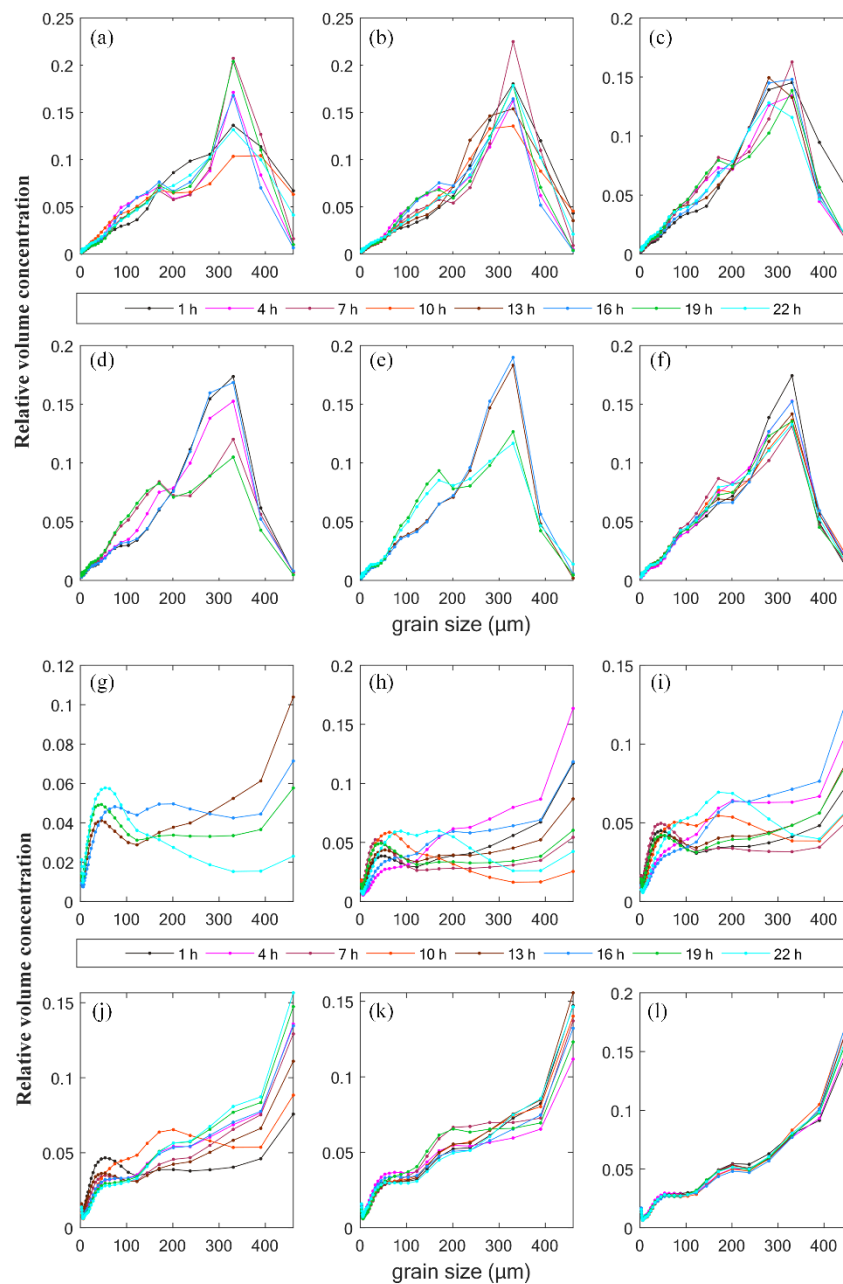 (a) (b) (c)
0.25 0.25 0.2
0.2 0.2 0.15
0.15 0.15 0.1
0.1 0.1 0.05
0.05 0.05 0
0 0
0 100 200 300 400 0 100 200 300 400 0 100 200 300 400
1 h 4 h 7 h 10 h 13 h 16 h 19 h 22 h
Relative volume concentration
(d) (e) (f)
0.2 0.2 0.2
0.15 0.15 0.15
0.1 0.1 0.1
0.05 0.05 0.05
0 0 0
0 100 200 300 400 0 100 200 300 400 0 100 200 300 400
grain size (μm)
(g) (h) (i)
0.12 0.2 0.15
0.1 0.15 0.1
0.08 0.1 0.05
0.06 0.05 0
0.04 0
0.02
0
0 100 200 300 400 0 100 200 300 400 0 100 200 300 400
1 h 4 h 7 h 10 h 13 h 16 h 19 h 22 h
Relative volume concentration
(j) (k) (l)
0.15 0.15 0.2
0.1 0.1 0.15
0.05 0.05 0.1
0 0 0.05
0
0 100 200 300 400 0 100 200 300 400 0 100 200 300 400
grain size (μm)